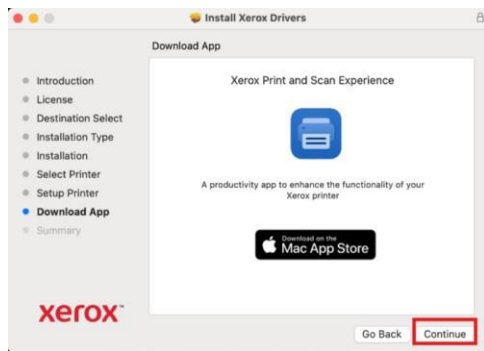 Install Xerox Drivers
Download App
Introduction
License
Destination Select
Installation Type
Installation
Select Printer
Setup Printer
Download App
Summary
Xerox Print and Scan Experience
A productivity app to enhance the functionality of your
Xerox printer
Download on the
Mac App Store
xerox™
Go Back
Continue